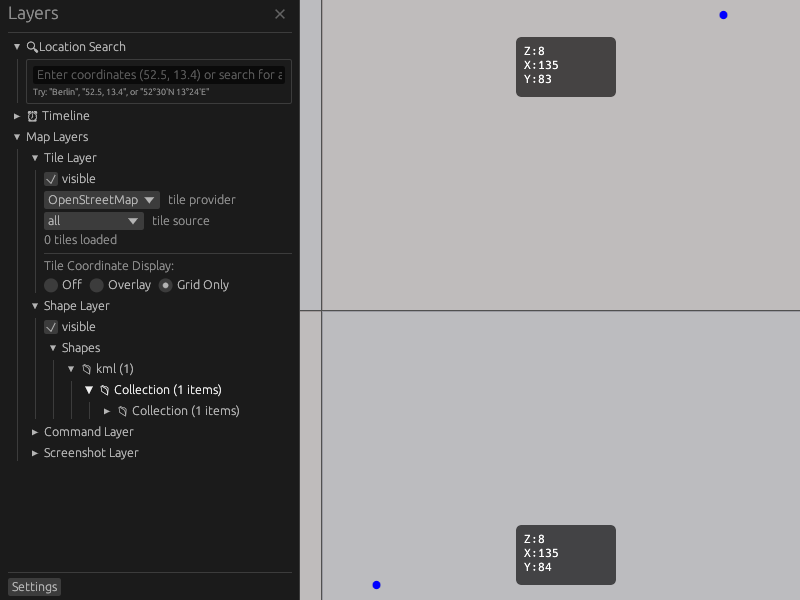 Layers
Location Search
Enter coordinates (52.5, 13.4) or search for a
Try: "Berlin", "52.5, 13.4", or "52°30'N 13°24'E"
Timeline
Map Layers
Tile Layer
visible
OpenStreetMap tile provider
all tile source
0 tiles loaded
Tile Coordinate Display:
Off Overlay Grid Only
Shape Layer
visible
Shapes
kml (1)
Collection (1 items)
Collection (1 items)
Command Layer
Screenshot Layer
Settings
Z:8
X:135
Y:83
Z:8
X:135
Y:84